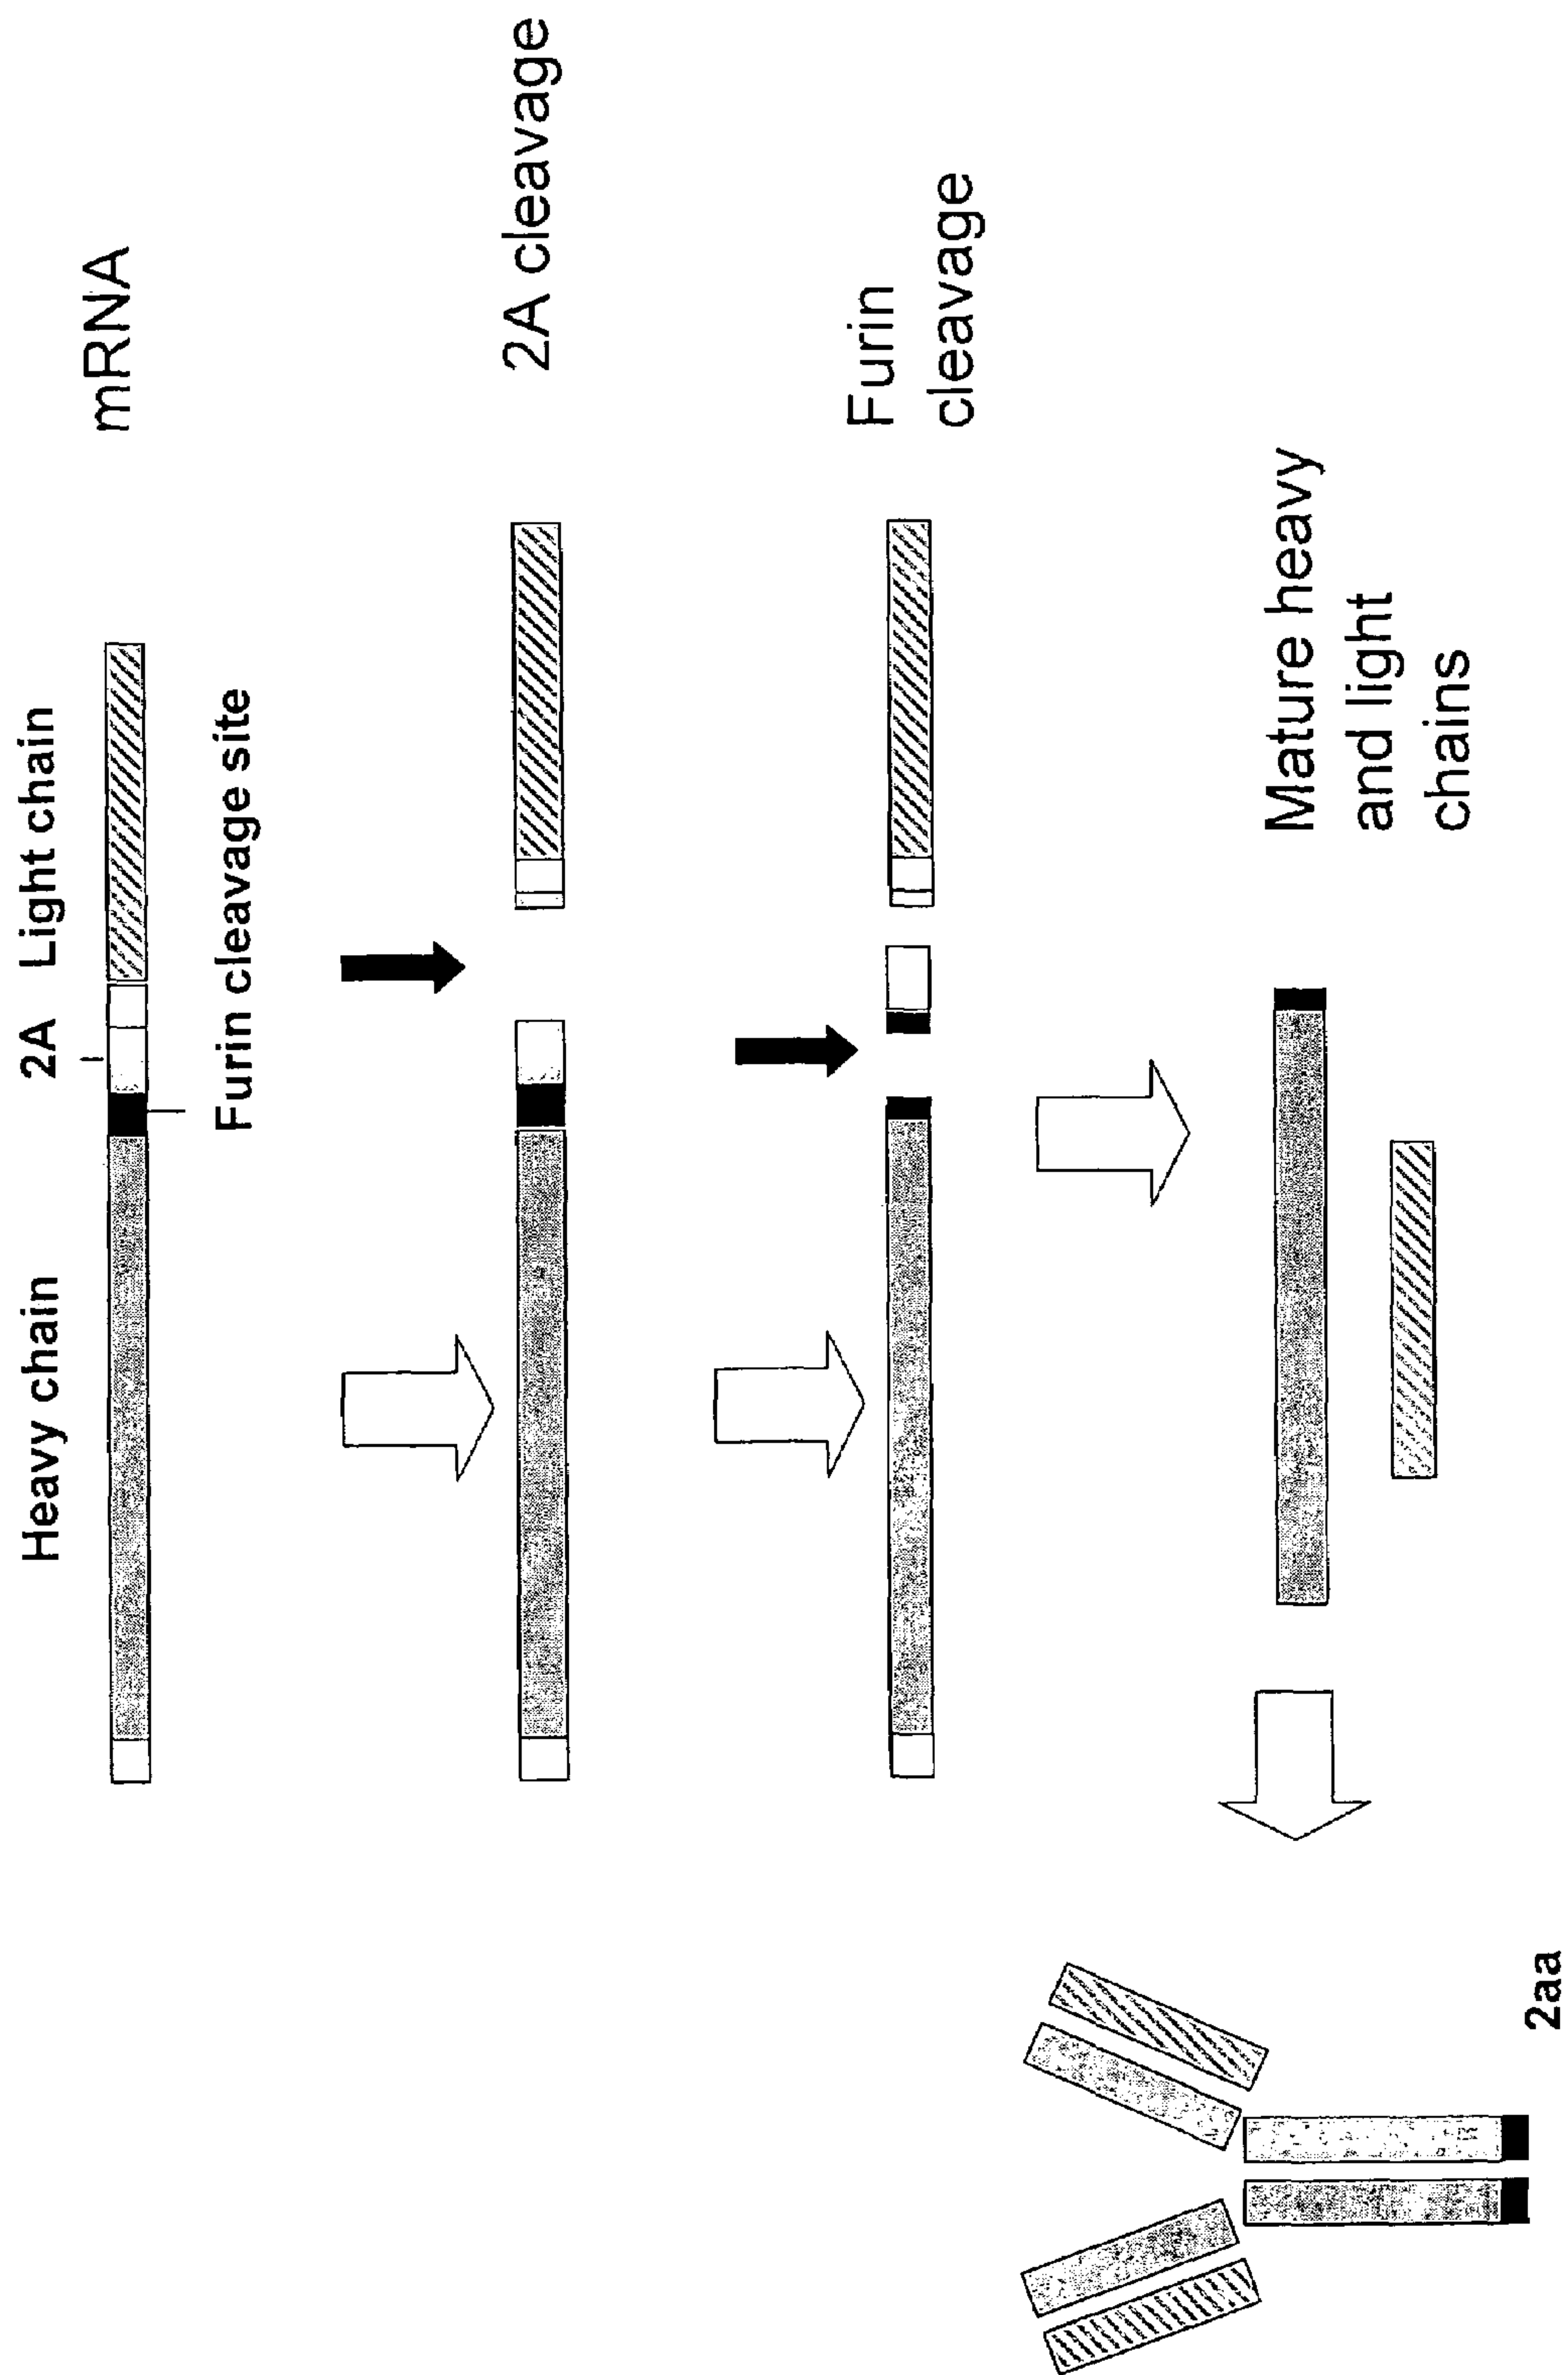 Heavy chain
2A
Light chain
mRNA
Furin cleavage site
2A cleavage
Furin
cleavage
Mature heavy
and light
chains
2aa